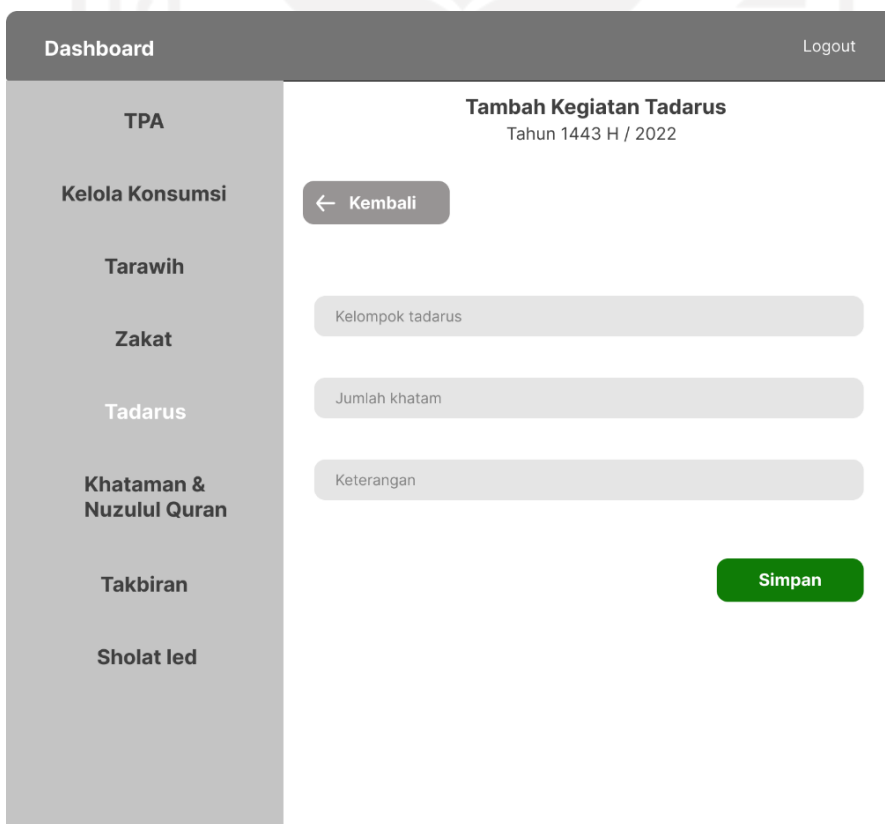 Dashboard
Logout
TPA
Kelola Konsumsi
Tarawih
Zakat
Tadarus
Khataman &
Nuzulul Quran
Takbiran
Sholat Ied
Tambah Kegiatan Tadarus
Tahun 1443 H / 2022
← Kembali
Kelompok tadarus
Jumlah khatam
Keterangan
Simpan